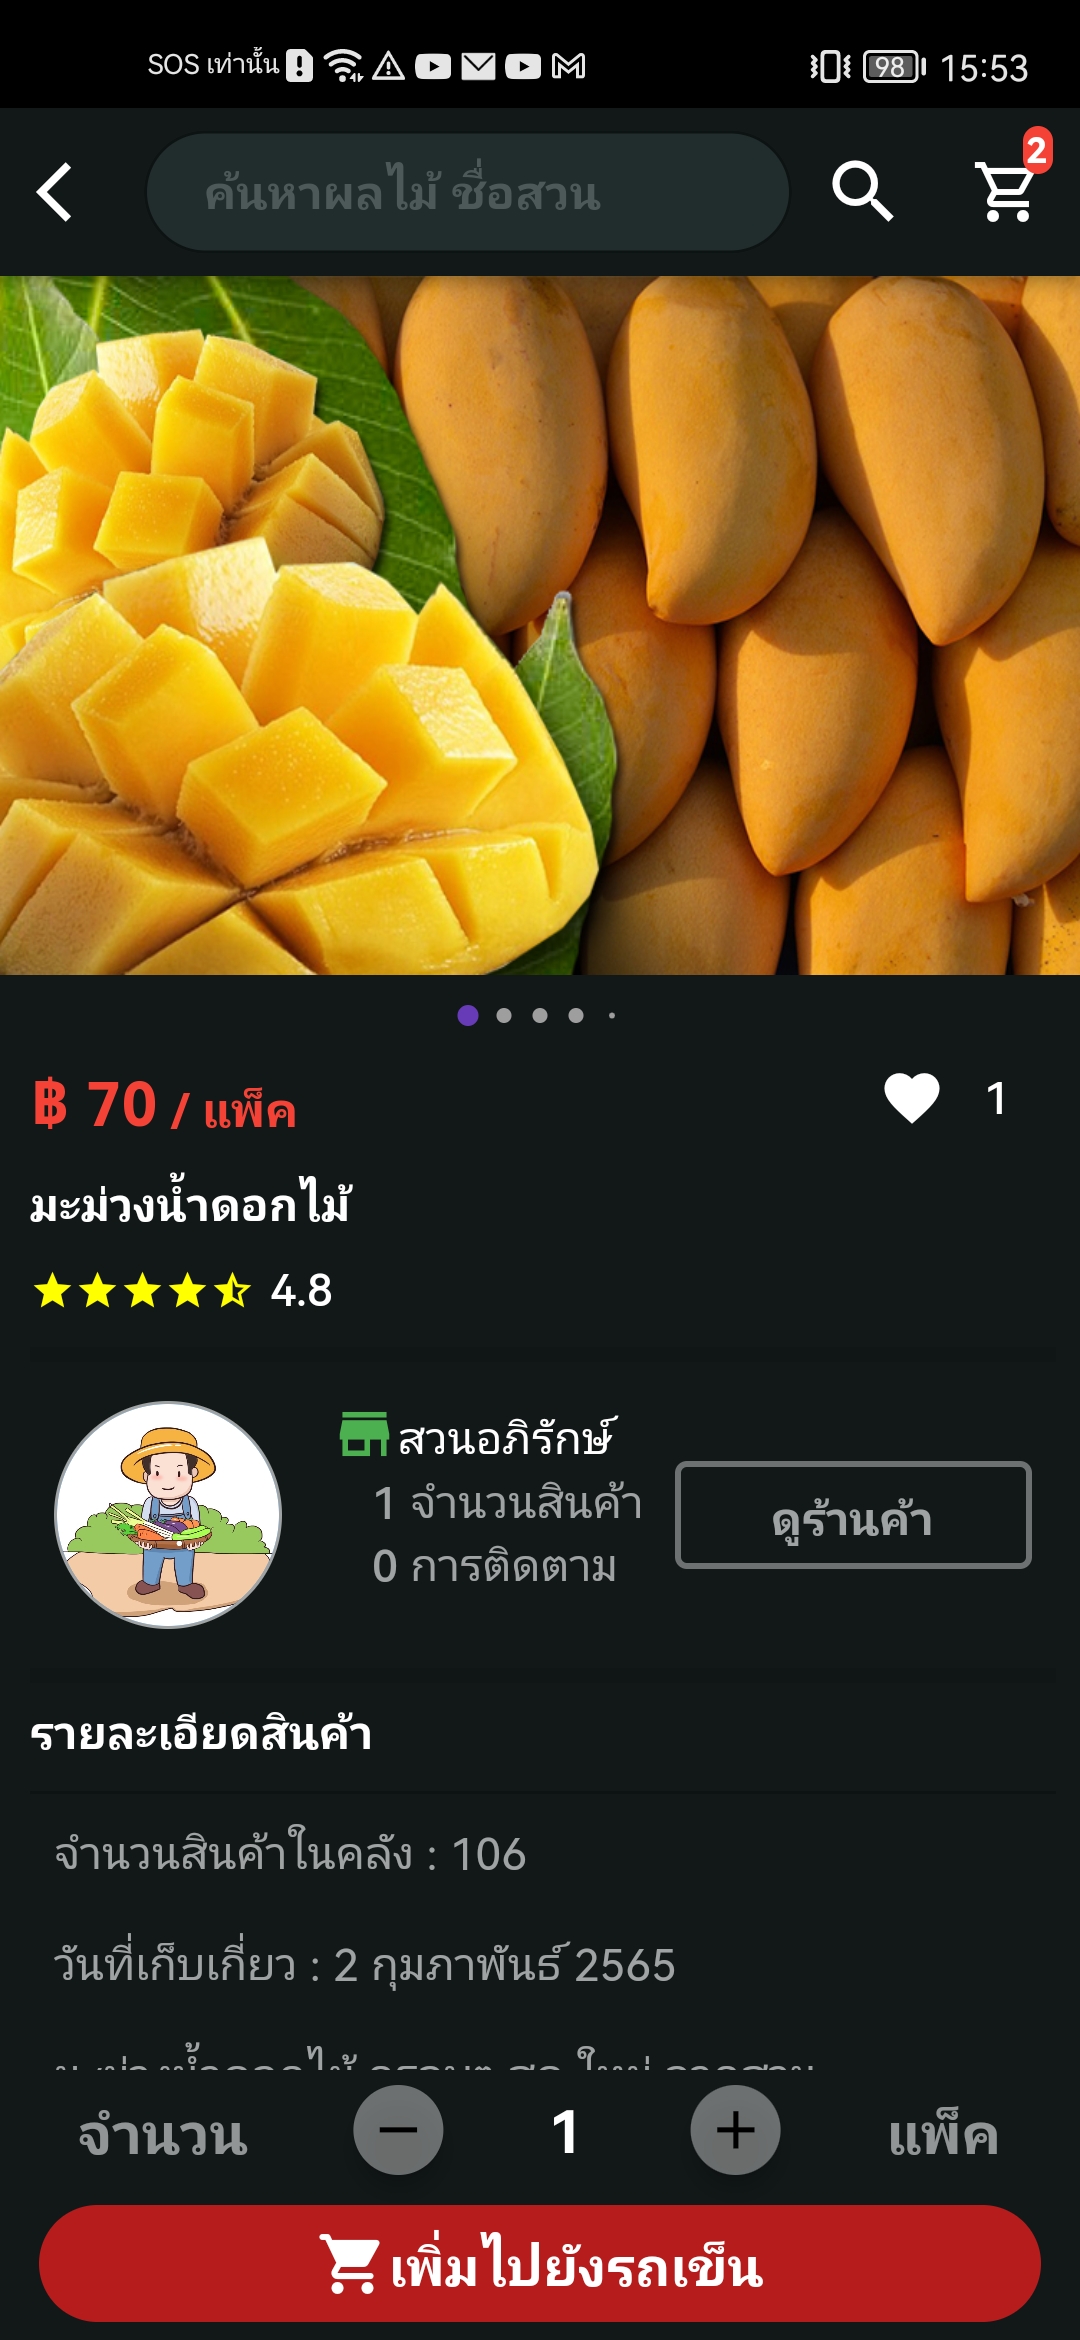 SOS เท่านั้น 98 15:53
ค้นหาผลไม้ ชื่อสวน
2
฿ 70 / แพ็ค
1
มะม่วงน้ำดอกไม้
4.8
สวนอภิรักษ์
1 จำนวนสินค้า
0 การติดตาม
ดูร้านค้า
รายละเอียดสินค้า
จำนวนสินค้าในคลัง : 106
วันที่เก็บเกี่ยว : 2 กุมภาพันธ์ 2565
จำนวน
1
แพ็ค
เพิ่มไปยังรถเข็น